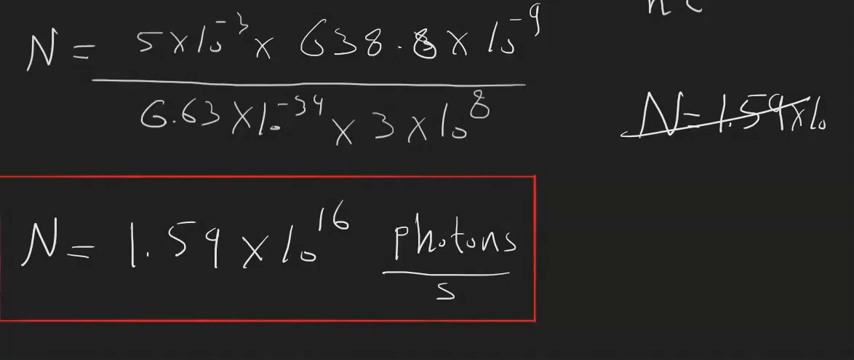 h c
N = 5 × 10⁻³ × 638.8 × 10⁻⁹
6.63 × 10⁻³⁴ × 3 × 10⁸
N = 1.59 × 10
N = 1.59 × 10¹⁶ photons
s